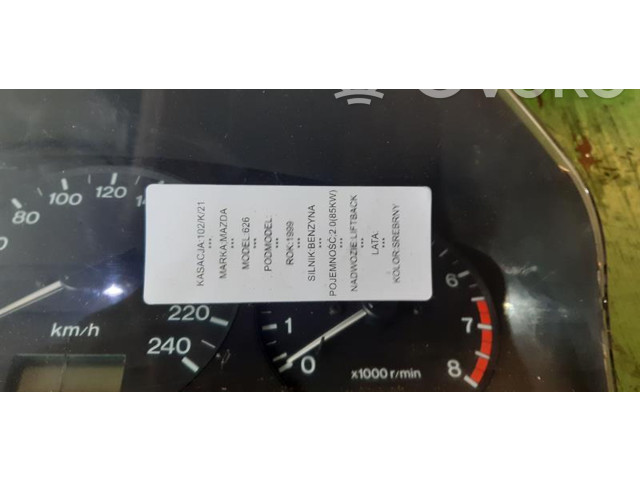 KASACJA:102/K/21
***
MARKA:MAZDA
***
MODEL:626
***
PODMODEL:
***
ROK:1999
***
SILNIK:BENZYNA
***
POJEMNOŚĆ:2.0(85KW)
***
NADWOZIE:LIFTBACK
***
LATA:
***
KOLOR:SREBRNY
80
100
120
220
240
km/h
0
1
6
7
8
x1000 r/min